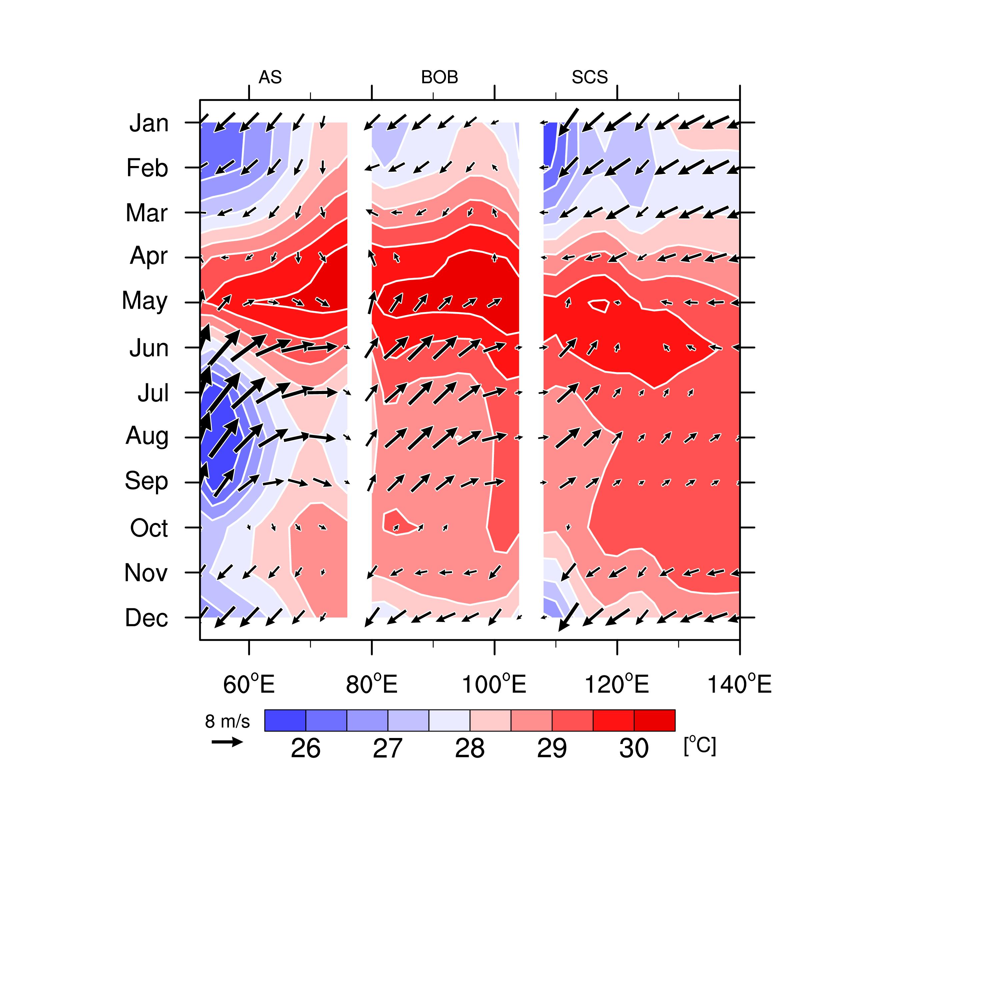 AS BOB SCS
Jan
Feb
Mar
Apr
May
Jun
Jul
Aug
Sep
Oct
Nov
Dec
60°E 80°E 100°E 120°E 140°E
8 m/s
26 27 28 29 30 [°C]